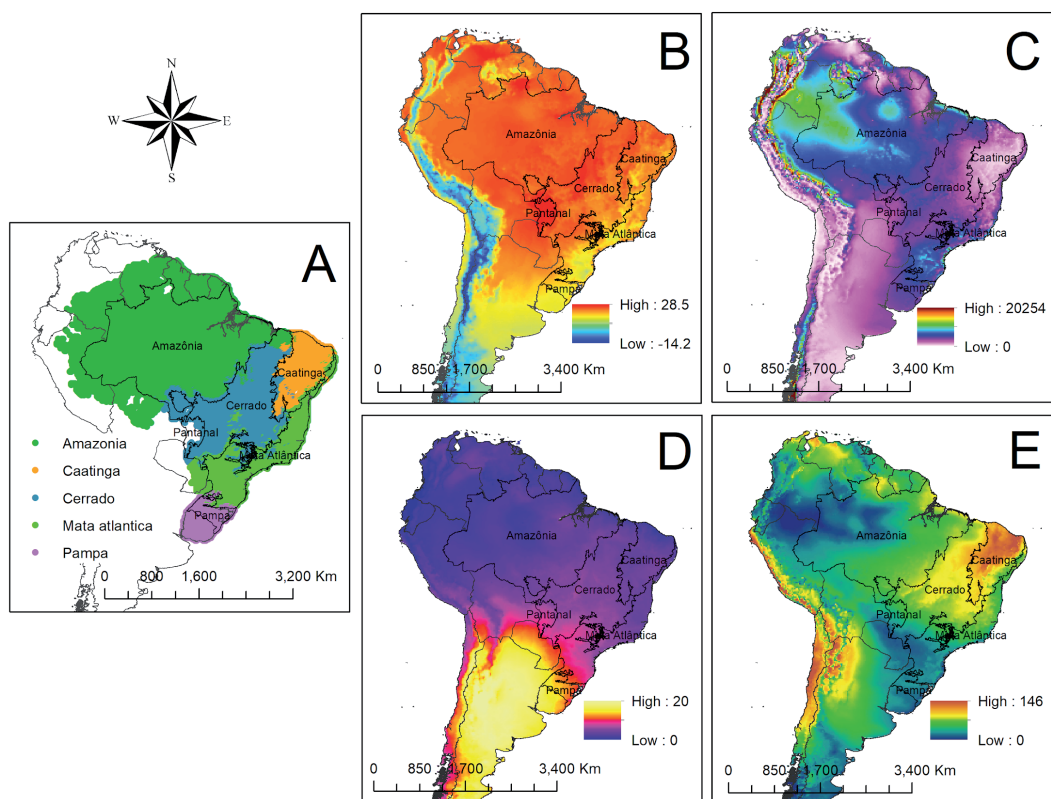 N
W
E
S
A
Amazônia
Caatinga
Cerrado
Pantanal
Mata Atlântica
Pampa
Amazonia
Caatinga
Cerrado
Mata atlantica
Pampa
0 800 1,600 3,200 Km
B
Amazônia
Caatinga
Cerrado
Pantanal
Mata Atlântica
Pampa
High : 28.5
Low : -14.2
0 850 1,700 3,400 Km
C
Amazônia
Caatinga
Cerrado
Pantanal
Mata Atlântica
Pampa
High : 20254
Low : 0
0 850 1,700 3,400 Km
D
Amazônia
Caatinga
Cerrado
Pantanal
Mata Atlântica
Pampa
High : 20
Low : 0
0 850 1,700 3,400 Km
E
Amazônia
Caatinga
Cerrado
Pantanal
Mata Atlântica
Pampa
High : 146
Low : 0
0 850 1,700 3,400 Km